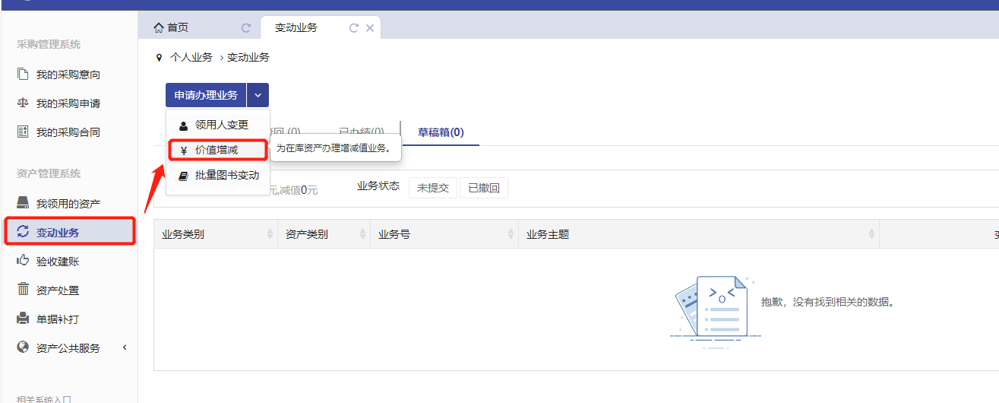 首页
变动业务
采购管理系统
我的采购意向
我的采购申请
我的采购合同
资产管理系统
我领用的资产
变动业务
验收建账
资产处置
单据补打
资产公共服务
相关系统入口
个人业务 > 变动业务
申请办理业务
领用人变更
¥ 价值增减
批量图书变动
为在库资产办理增减值业务。
回 (0)
已办结(0)
草稿箱(0)
元,减值0元
业务状态 未提交 已撤回
业务类别 资产类别 业务号 业务主题
抱歉，没有找到相关的数据。